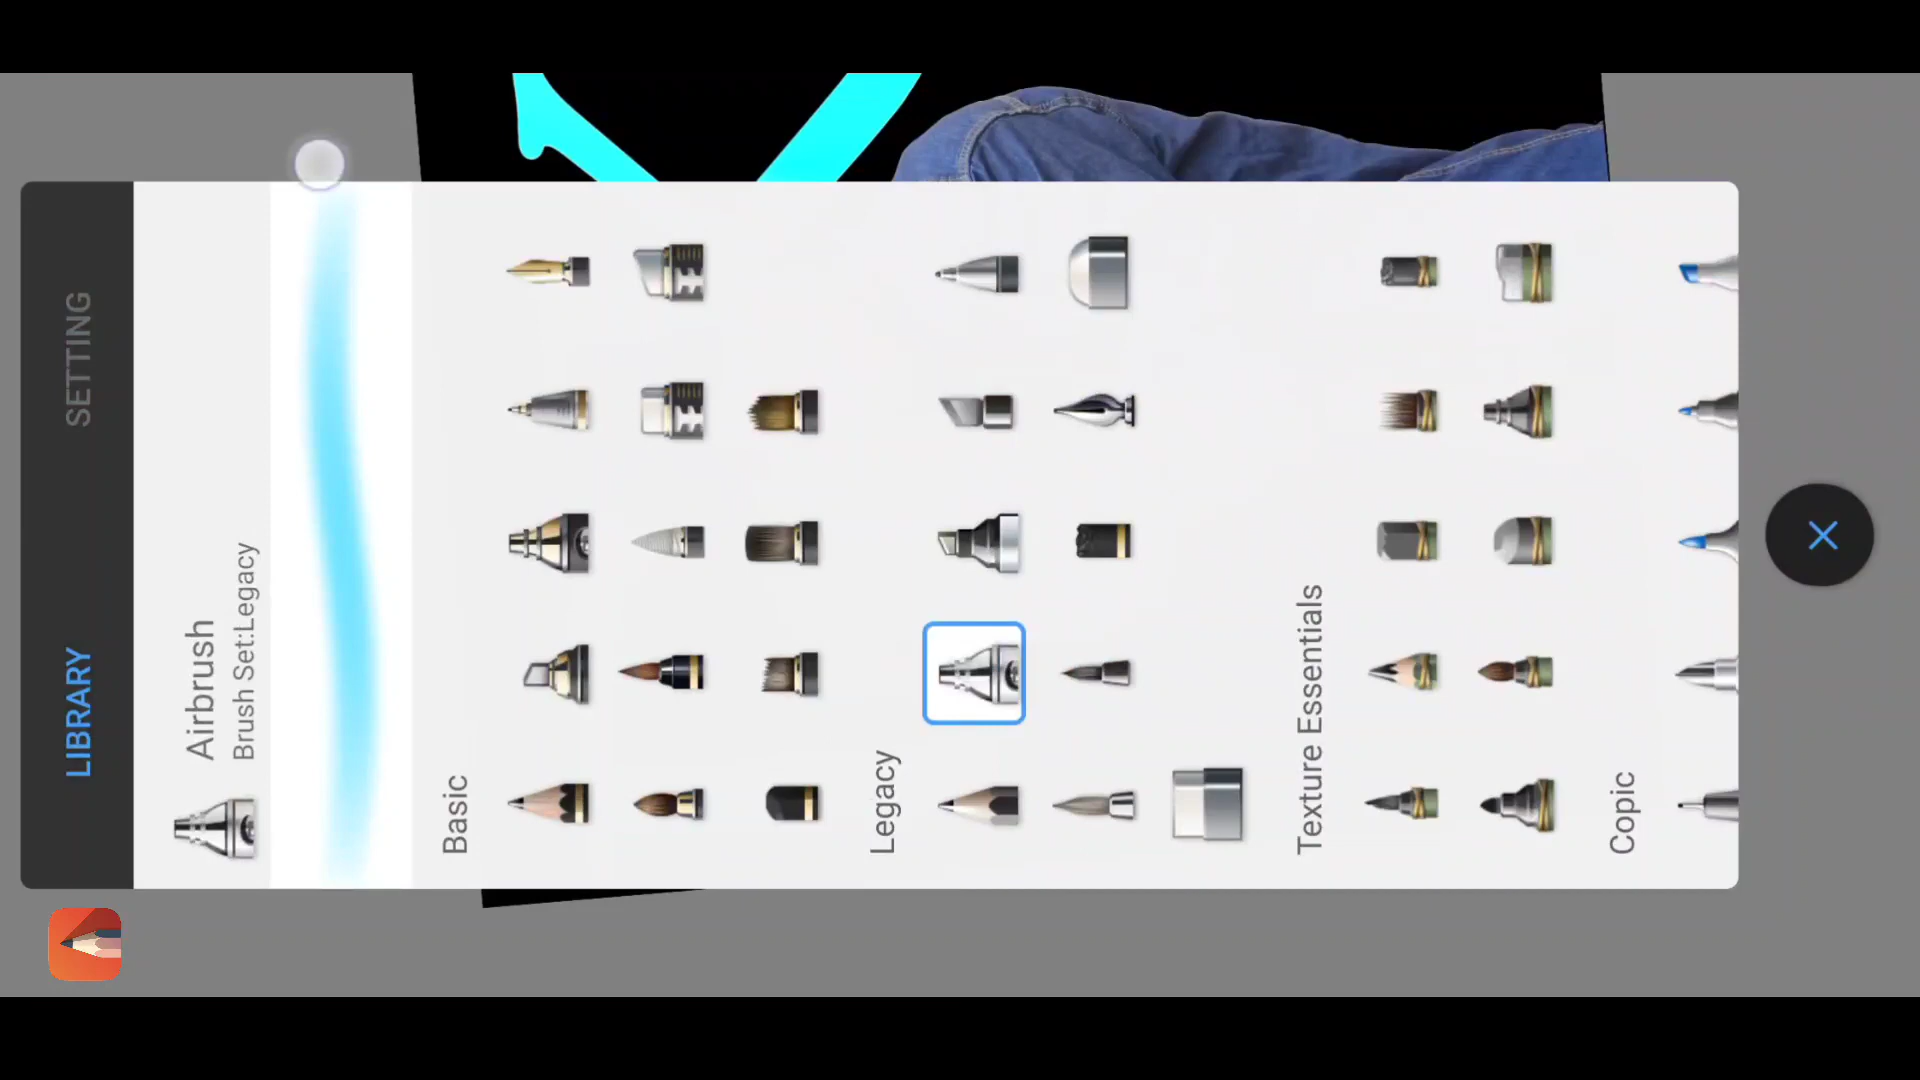 LIBRARY
SETTING
Airbrush
Brush Set:Legacy
Basic
Legacy
Texture Essentials
Copic